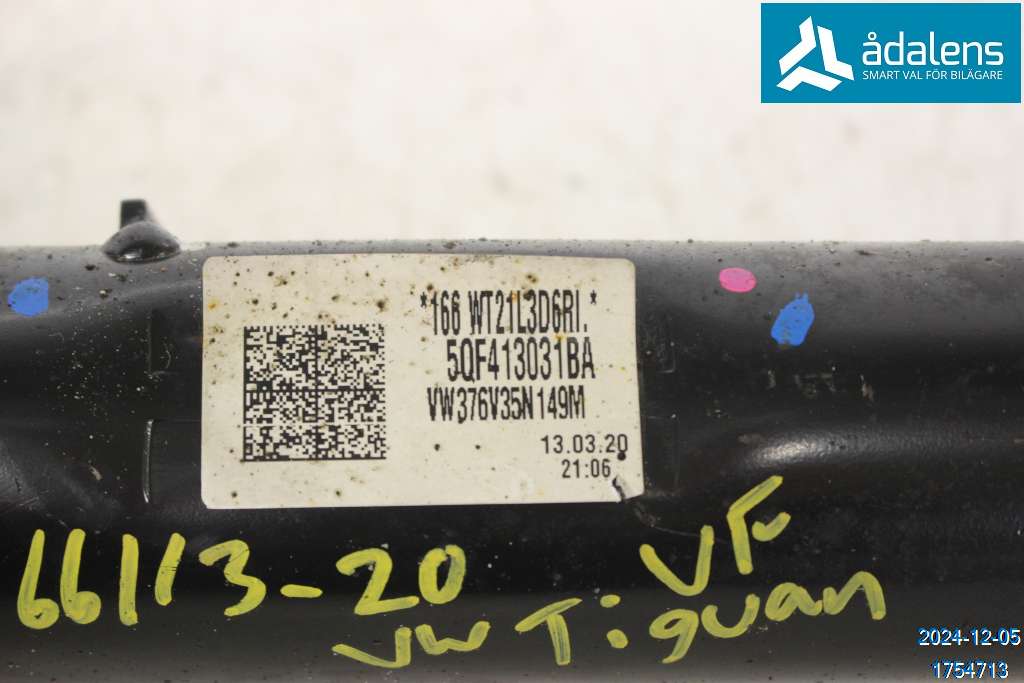 ådalens
SMART VAL FÖR BILÄGARE
*166 WT21L3D6RI. *
5QF413031BA
VW376V35N149M
13.03.20
21:06
66113-20 VF
VW Tiguan
2024-12-05
1754713